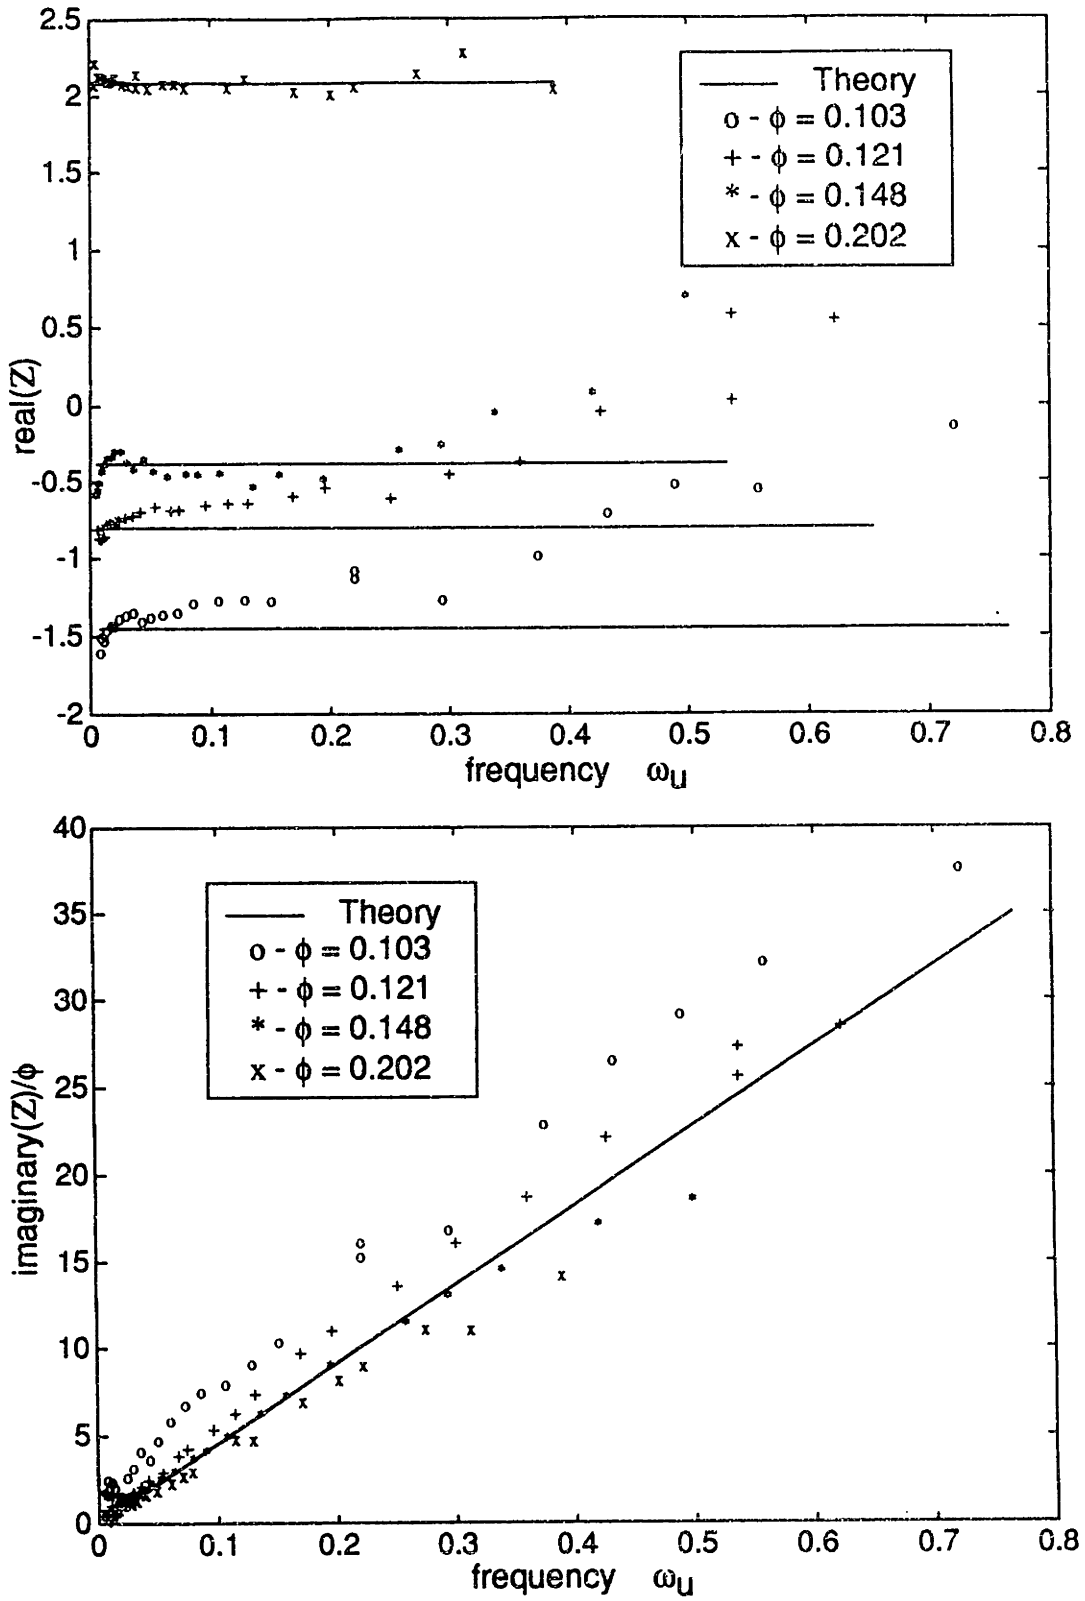 2.5
2
1.5
1
0.5
0
-0.5
-1
-1.5
-2
real(Z)
Theory
o - ϕ = 0.103
+ - ϕ = 0.121
* - ϕ = 0.148
x - ϕ = 0.202
0 0.1 0.2 0.3 0.4 0.5 0.6 0.7 0.8
frequency ωu
40
35
30
25
20
15
10
5
0
imaginary(Z)/ϕ
Theory
o - ϕ = 0.103
+ - ϕ = 0.121
* - ϕ = 0.148
x - ϕ = 0.202
0 0.1 0.2 0.3 0.4 0.5 0.6 0.7 0.8
frequency ωu